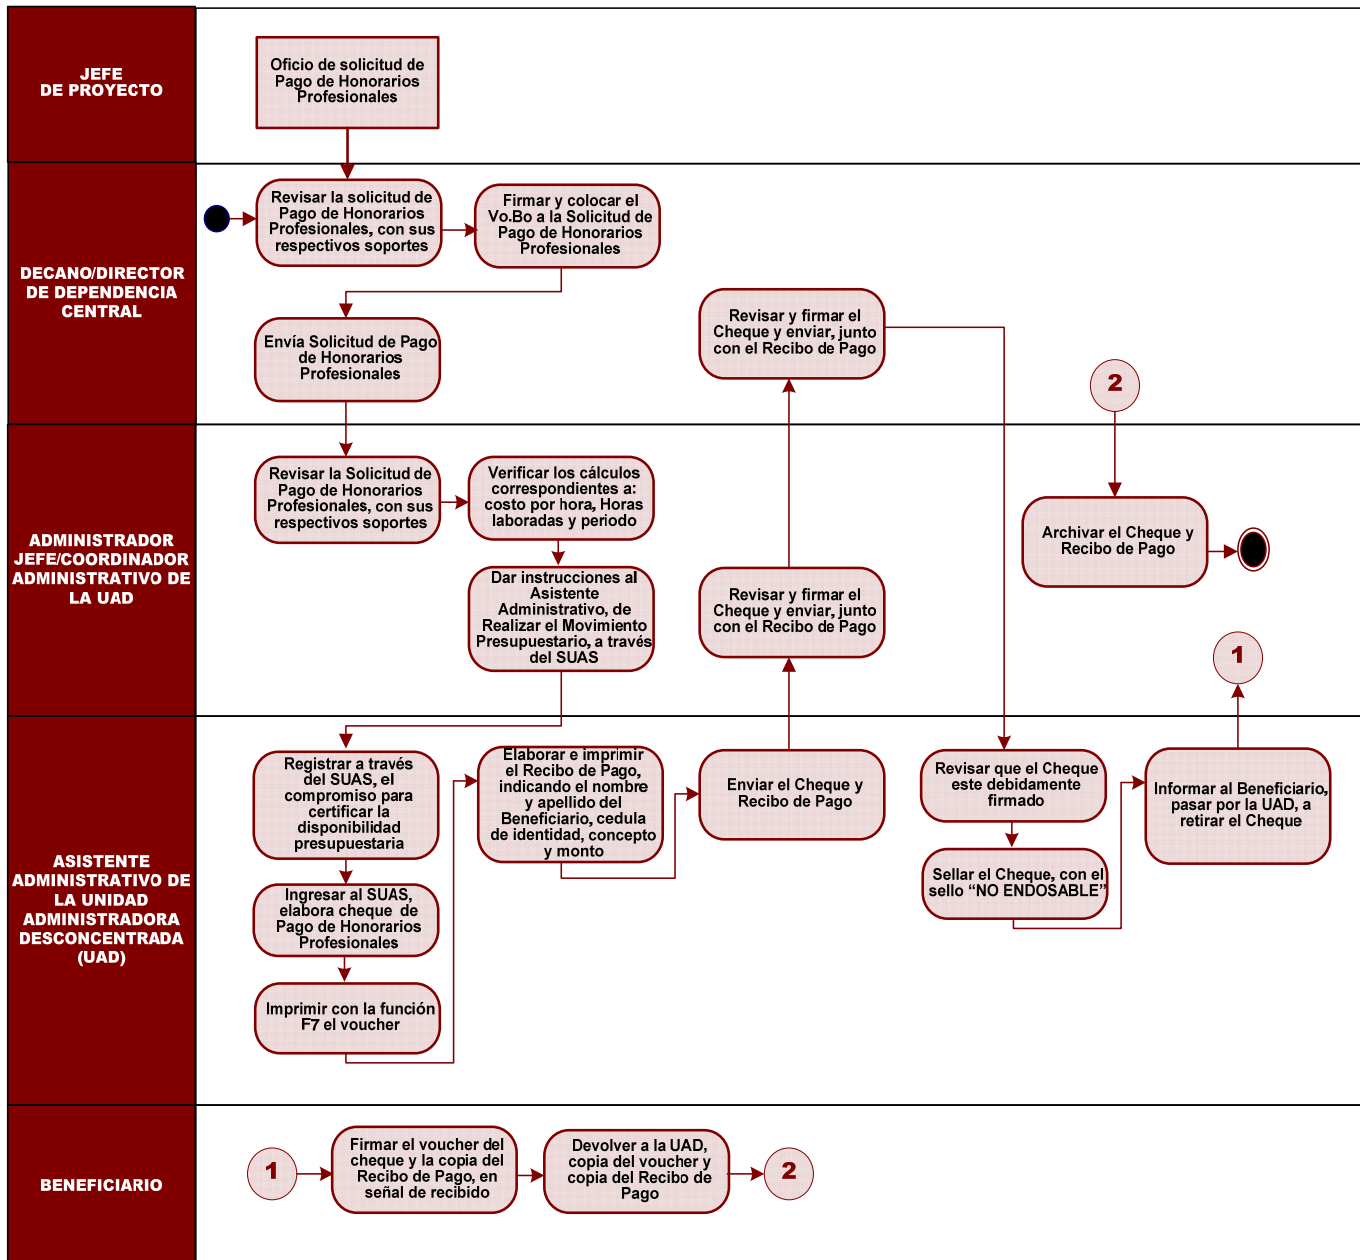 JEFE
DE PROYECTO
Oficio de solicitud de
Pago de Honorarios
Profesionales
DECANO/DIRECTOR
DE DEPENDENCIA
CENTRAL
Revisar la solicitud de
Pago de Honorarios
Profesionales, con sus
respectivos soportes
Firmar y colocar el
Vo.Bo a la Solicitud de
Pago de Honorarios
Profesionales
Envía Solicitud de Pago
de Honorarios
Profesionales
Revisar y firmar el
Cheque y enviar, junto
con el Recibo de Pago
2
ADMINISTRADOR
JEFE/COORDINADOR
ADMINISTRATIVO DE
LA UAD
Revisar la Solicitud de
Pago de Honorarios
Profesionales, con sus
respectivos soportes
Verificar los cálculos
correspondientes a:
costo por hora, Horas
laboradas y periodo
Dar instrucciones al
Asistente
Administrativo, de
Realizar el Movimiento
Presupuestario, a través
del SUAS
Revisar y firmar el
Cheque y enviar, junto
con el Recibo de Pago
Archivar el Cheque y
Recibo de Pago
1
ASISTENTE
ADMINISTRATIVO DE
LA UNIDAD
ADMINISTRADORA
DESCONCENTRADA
(UAD)
Registrar a través
del SUAS, el
compromiso para
certificar la
disponibilidad
presupuestaria
Ingresar al SUAS,
elabora cheque de
Pago de Honorarios
Profesionales
Imprimir con la función
F7 el voucher
Elaborar e imprimir
el Recibo de Pago,
indicando el nombre
y apellido del
Beneficiario, cedula
de identidad, concepto
y monto
Enviar el Cheque y
Recibo de Pago
Revisar que el Cheque
este debidamente
firmado
Sellar el Cheque, con el
sello “NO ENDOSABLE”
Informar al Beneficiario,
pasar por la UAD, a
retirar el Cheque
BENEFICIARIO
1
Firmar el voucher del
cheque y la copia del
Recibo de Pago, en
señal de recibido
Devolver a la UAD,
copia del voucher y
copia del Recibo de
Pago
2